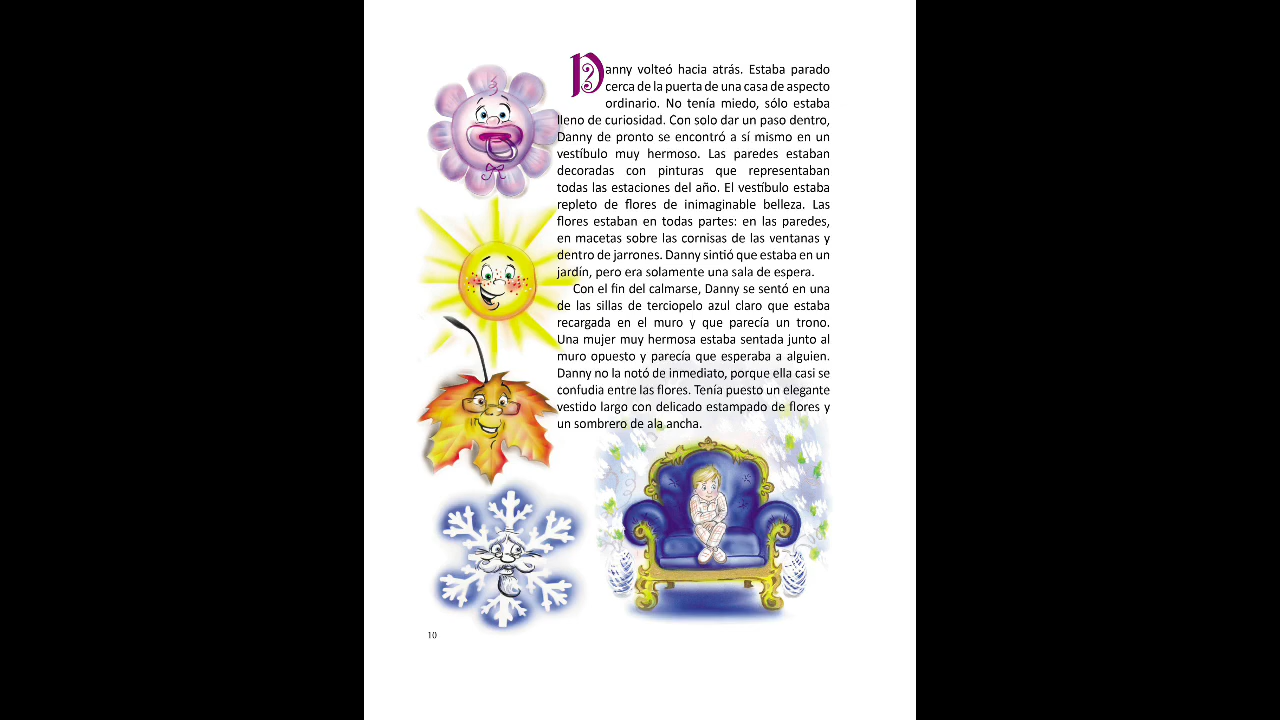 Danny volteó hacia atrás. Estaba parado
cerca de la puerta de una casa de aspecto
ordinario. No tenía miedo, sólo estaba
lleno de curiosidad. Con solo dar un paso dentro,
Danny de pronto se encontró a sí mismo en un
vestíbulo muy hermoso. Las paredes estaban
decoradas con pinturas que representaban
todas las estaciones del año. El vestíbulo estaba
repleto de flores de inimaginable belleza. Las
flores estaban en todas partes: en las paredes,
en macetas sobre las cornisas de las ventanas y
dentro de jarrones. Danny sintió que estaba en un
jardín, pero era solamente una sala de espera.
Con el fin del calmarse, Danny se sentó en una
de las sillas de terciopelo azul claro que estaba
recargada en el muro y que parecía un trono.
Una mujer muy hermosa estaba sentada junto al
muro opuesto y parecía que esperaba a alguien.
Danny no la notó de inmediato, porque ella casi se
confudia entre las flores. Tenía puesto un elegante
vestido largo con delicado estampado de flores y
un sombrero de ala ancha.
10